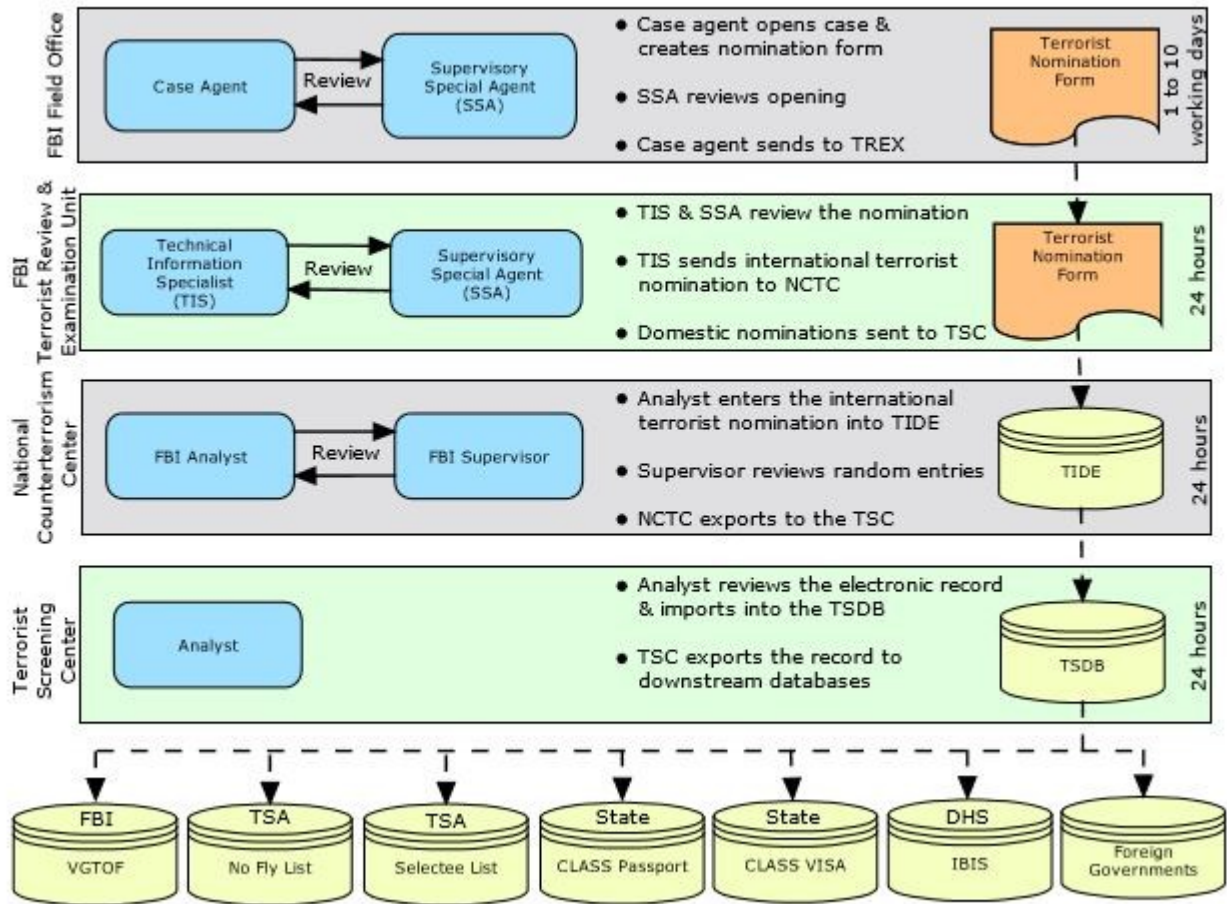 FBI Field Office
Case Agent
Review
Supervisory
Special Agent
(SSA)
● Case agent opens case &
creates nomination form
● SSA reviews opening
● Case agent sends to TREX
Terrorist
Nomination
Form
1 to 10
working days
FBI
Terrorist Review &
Examination Unit
Technical
Information
Specialist
(TIS)
Review
Supervisory
Special Agent
(SSA)
● TIS & SSA review the nomination
● TIS sends international terrorist
nomination to NCTC
● Domestic nominations sent to TSC
Terrorist
Nomination
Form
24 hours
National
Counterterrorism
Center
FBI Analyst
Review
FBI Supervisor
● Analyst enters the international
terrorist nomination into TIDE
● Supervisor reviews random entries
● NCTC exports to the TSC
TIDE
24 hours
Terrorist
Screening
Center
Analyst
● Analyst reviews the electronic record
& imports into the TSDB
● TSC exports the record to
downstream databases
TSDB
24 hours
FBI
VGTOF
TSA
No Fly List
TSA
Selectee List
State
CLASS Passport
State
CLASS VISA
DHS
IBIS
Foreign
Governments